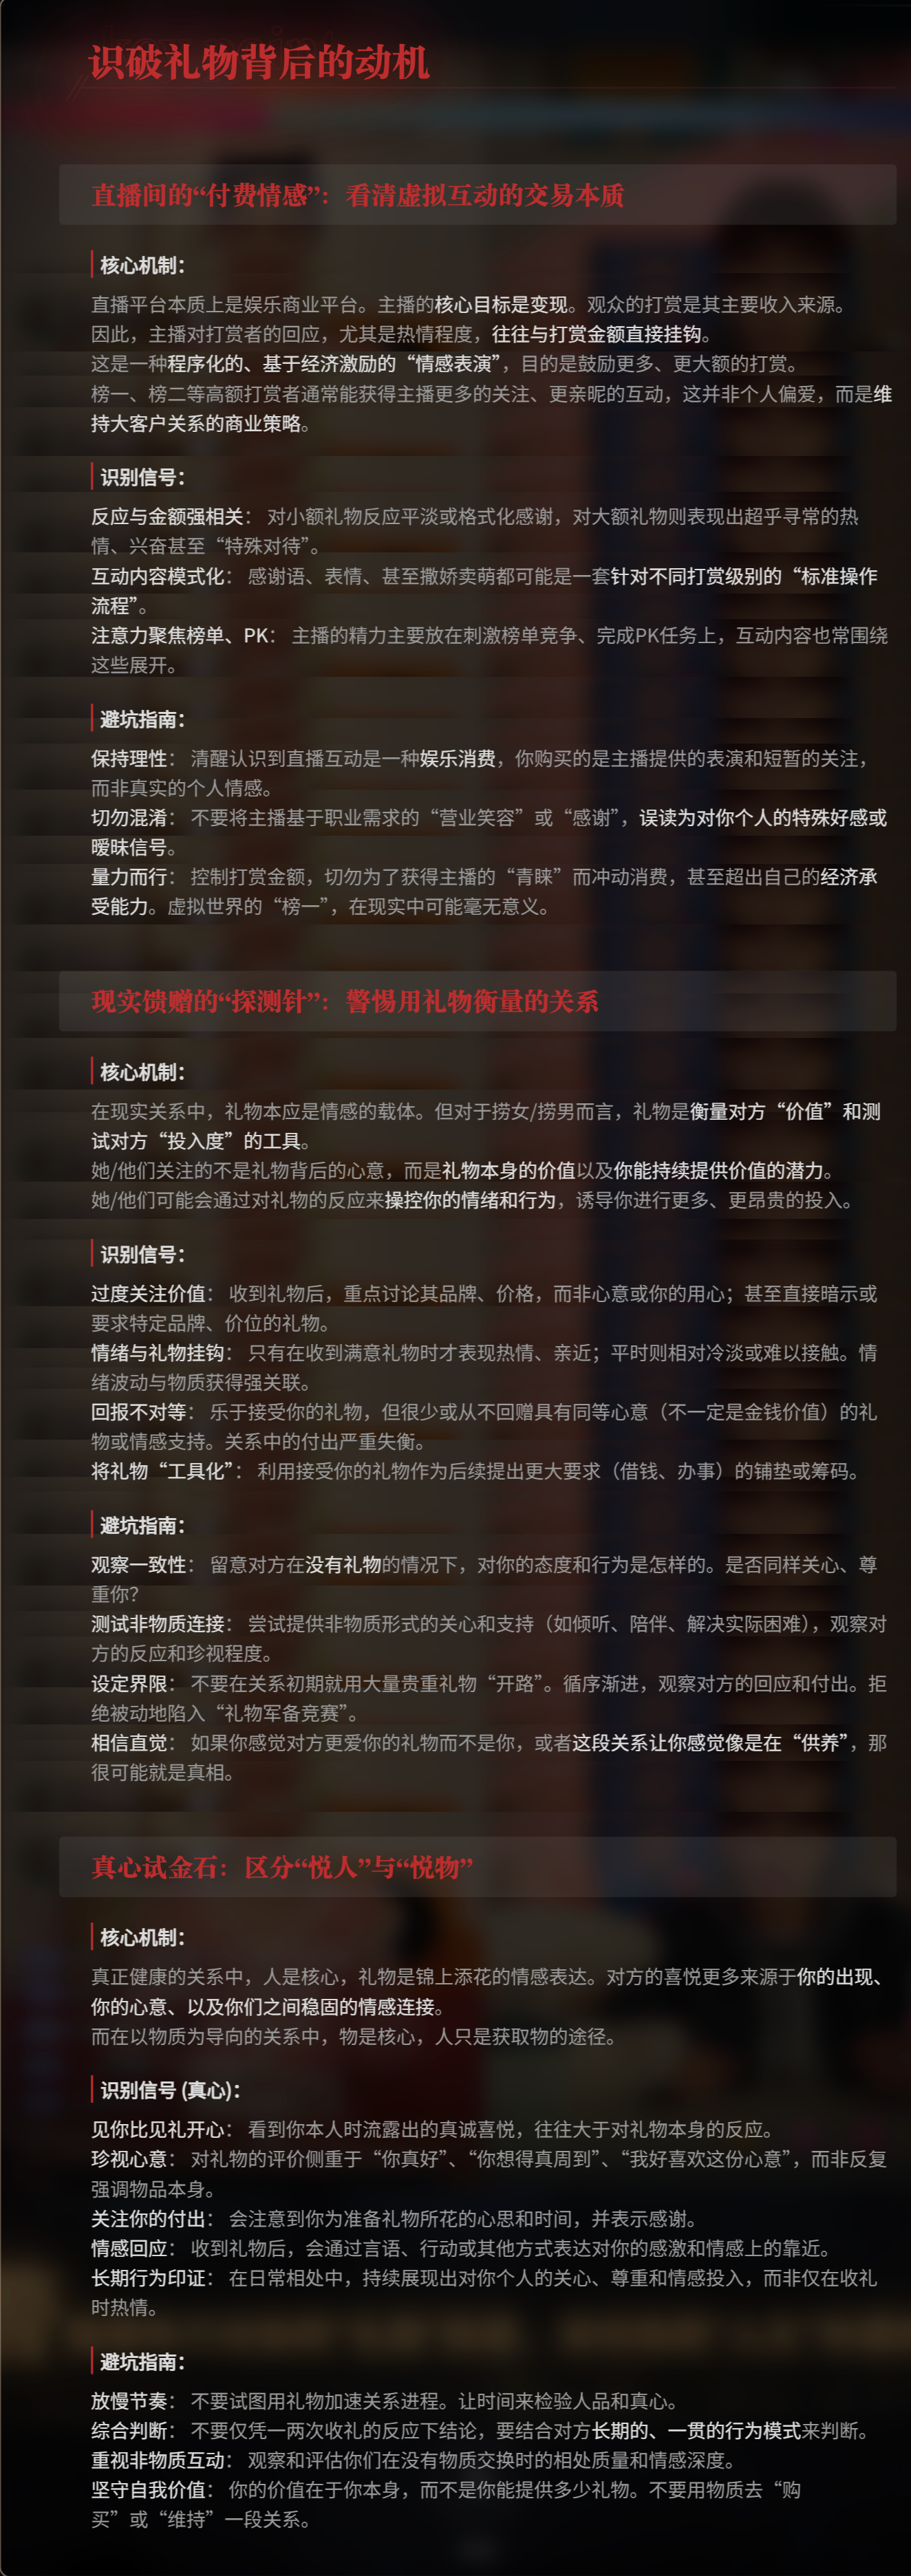 识破礼物背后的动机
直播间的“付费情感”：看清虚拟互动的交易本质
核心机制：
直播平台本质上是娱乐商业平台。主播的核心目标是变现。观众的打赏是其主要收入来源。
因此，主播对打赏者的回应，尤其是热情程度，往往与打赏金额直接挂钩。
这是一种程序化的、基于经济激励的“情感表演”，目的是鼓励更多、更大额的打赏。
榜一、榜二等高额打赏者通常能获得主播更多的关注、更亲昵的互动，这并非个人偏爱，而是维
持大客户关系的商业策略。
识别信号：
反应与金额强相关： 对小额礼物反应平淡或格式化感谢，对大额礼物则表现出超乎寻常的热
情、兴奋甚至“特殊对待”。
互动内容模式化： 感谢语、表情、甚至撒娇卖萌都可能是一套针对不同打赏级别的“标准操作
流程”。
注意力聚焦榜单、PK： 主播的精力主要放在刺激榜单竞争、完成PK任务上，互动内容也常围绕
这些展开。
避坑指南：
保持理性： 清醒认识到直播互动是一种娱乐消费，你购买的是主播提供的表演和短暂的关注，
而非真实的个人情感。
切勿混淆： 不要将主播基于职业需求的“营业笑容”或“感谢”，误读为对你个人的特殊好感或
暧昧信号。
量力而行： 控制打赏金额，切勿为了获得主播的“青睐”而冲动消费，甚至超出自己的经济承
受能力。虚拟世界的“榜一”，在现实中可能毫无意义。
现实馈赠的“探测针”：警惕用礼物衡量的关系
核心机制：
在现实关系中，礼物本应是情感的载体。但对于捞女/捞男而言，礼物是衡量对方“价值”和测
试对方“投入度”的工具。
她/他们关注的不是礼物背后的心意，而是礼物本身的价值以及你能持续提供价值的潜力。
她/他们可能会通过对礼物的反应来操控你的情绪和行为，诱导你进行更多、更昂贵的投入。
识别信号：
过度关注价值： 收到礼物后，重点讨论其品牌、价格，而非心意或你的用心；甚至直接暗示或
要求特定品牌、价位的礼物。
情绪与礼物挂钩： 只有在收到满意礼物时才表现热情、亲近；平时则相对冷淡或难以接触。情
绪波动与物质获得强关联。
回报不对等： 乐于接受你的礼物，但很少或从不回赠具有同等心意（不一定是金钱价值）的礼
物或情感支持。关系中的付出严重失衡。
将礼物“工具化”： 利用接受你的礼物作为后续提出更大要求（借钱、办事）的铺垫或筹码。
避坑指南：
观察一致性： 留意对方在没有礼物的情况下，对你的态度和行为是怎样的。是否同样关心、尊
重你？
测试非物质连接： 尝试提供非物质形式的关心和支持（如倾听、陪伴、解决实际困难），观察对
方的反应和珍视程度。
设定界限： 不要在关系初期就用大量贵重礼物“开路”。循序渐进，观察对方的回应和付出。拒
绝被动地陷入“礼物军备竞赛”。
相信直觉： 如果你感觉对方更爱你的礼物而不是你，或者这段关系让你感觉像是在“供养”，那
很可能就是真相。
真心试金石：区分“悦人”与“悦物”
核心机制：
真正健康的关系中，人是核心，礼物是锦上添花的情感表达。对方的喜悦更多来源于你的出现、
你的心意、以及你们之间稳固的情感连接。
而在以物质为导向的关系中，物是核心，人只是获取物的途径。
识别信号 (真心)：
见你比见礼开心： 看到你本人时流露出的真诚喜悦，往往大于对礼物本身的反应。
珍视心意： 对礼物的评价侧重于“你真好”、“你想得真周到”、“我好喜欢这份心意”，而非反复
强调物品本身。
关注你的付出： 会注意到你为准备礼物所花的心思和时间，并表示感谢。
情感回应： 收到礼物后，会通过言语、行动或其他方式表达对你的感激和情感上的靠近。
长期行为印证： 在日常相处中，持续展现出对你个人的关心、尊重和情感投入，而非仅在收礼
时热情。
避坑指南：
放慢节奏： 不要试图用礼物加速关系进程。让时间来检验人品和真心。
综合判断： 不要仅凭一两次收礼的反应下结论，要结合对方长期的、一贯的行为模式来判断。
重视非物质互动： 观察和评估你们在没有物质交换时的相处质量和情感深度。
坚守自我价值： 你的价值在于你本身，而不是你能提供多少礼物。不要用物质去“购
买”或“维持”一段关系。